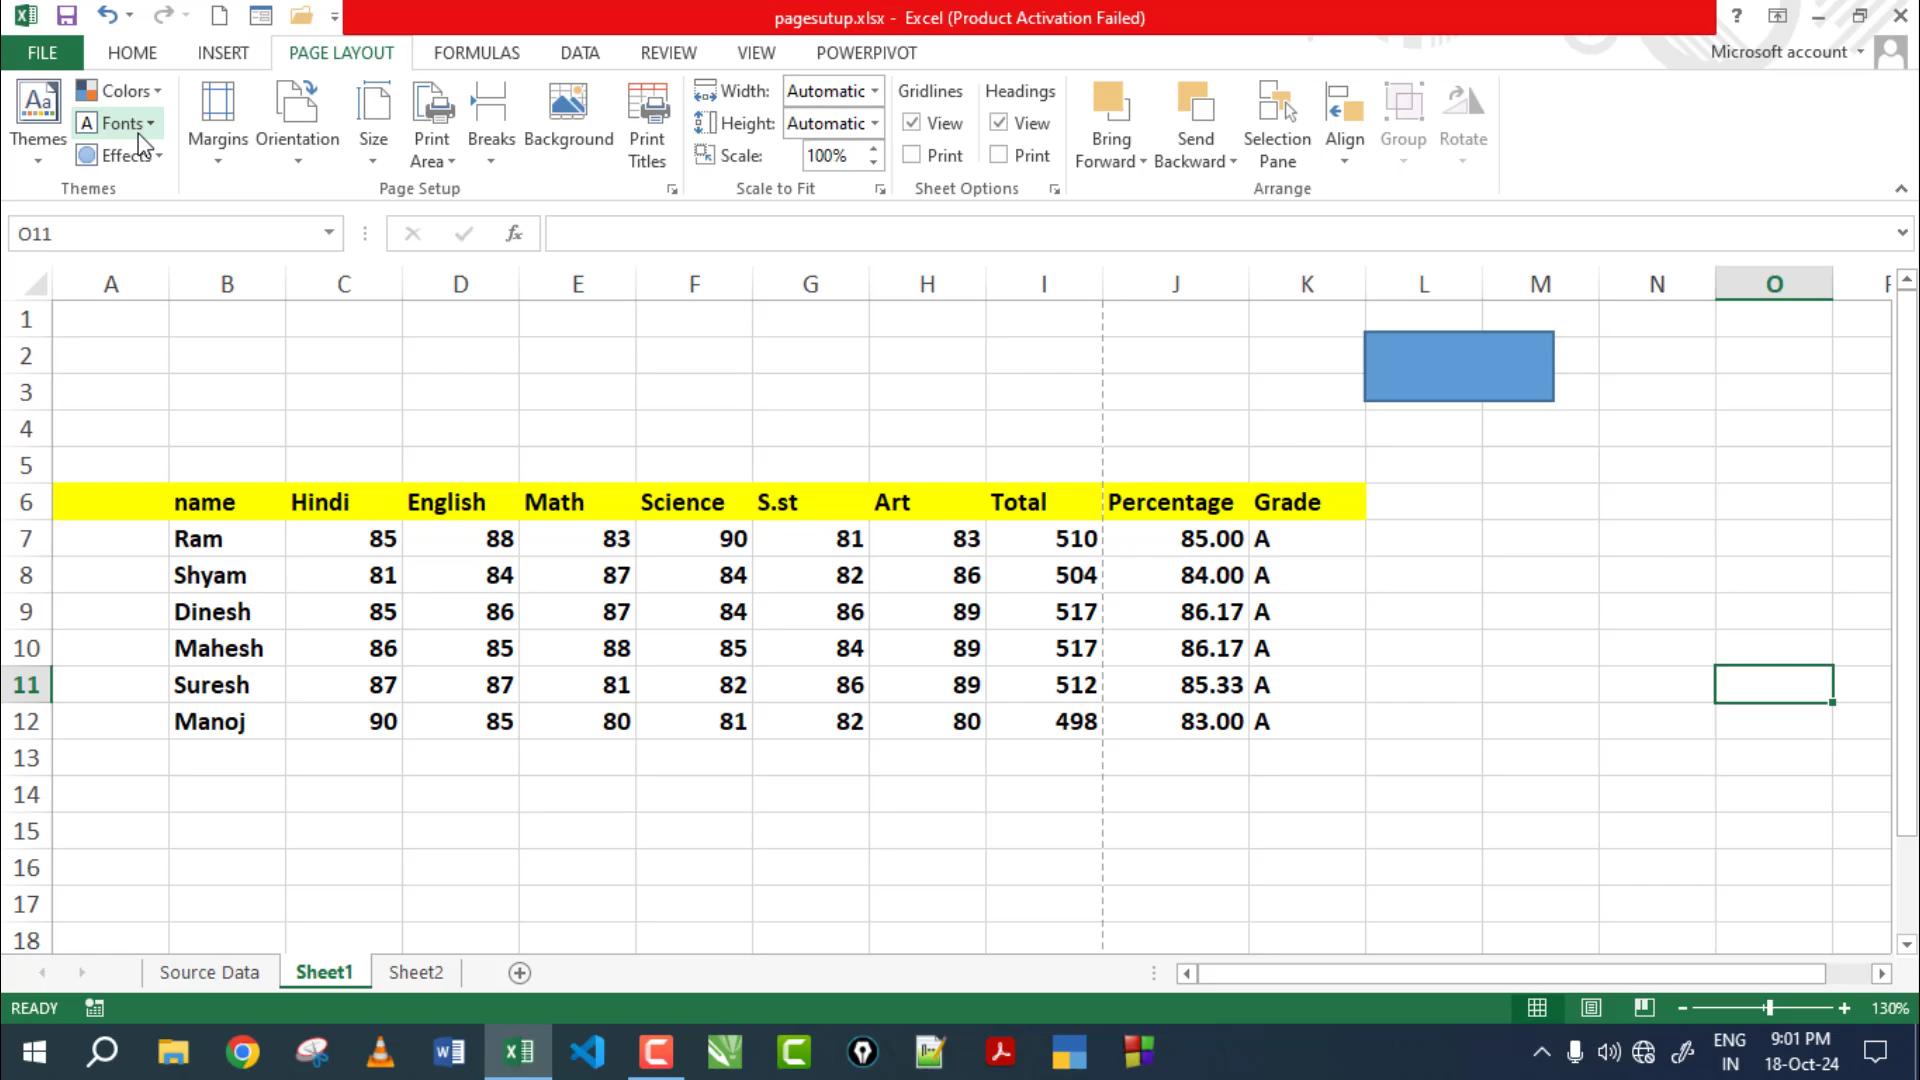 pagesutup.xlsx - Excel (Product Activation Failed)
?
FILE HOME INSERT PAGE LAYOUT FORMULAS DATA REVIEW VIEW POWERPIVOT Microsoft account
Aa Colors Width: Automatic Gridlines Headings
A Fonts Height: Automatic View View
Themes Effects Margins Orientation Size Print Area Breaks Background Print Titles Scale: 100% Print Print Bring Forward Send Backward Selection Pane Align Group Rotate
Themes Page Setup Scale to Fit Sheet Options Arrange
O11 fx
A B C D E F G H I J K L M N O
1
2
3
4
5
6 name Hindi English Math Science S.st Art Total Percentage Grade
7 Ram 85 88 83 90 81 83 510 85.00 A
8 Shyam 81 84 87 84 82 86 504 84.00 A
9 Dinesh 85 86 87 84 86 89 517 86.17 A
10 Mahesh 86 85 88 85 84 89 517 86.17 A
11 Suresh 87 87 81 82 86 89 512 85.33 A
12 Manoj 90 85 80 81 82 80 498 83.00 A
13
14
15
16
17
18
Source Data Sheet1 Sheet2
READY 130%
ENG 9:01 PM
IN 18-Oct-24